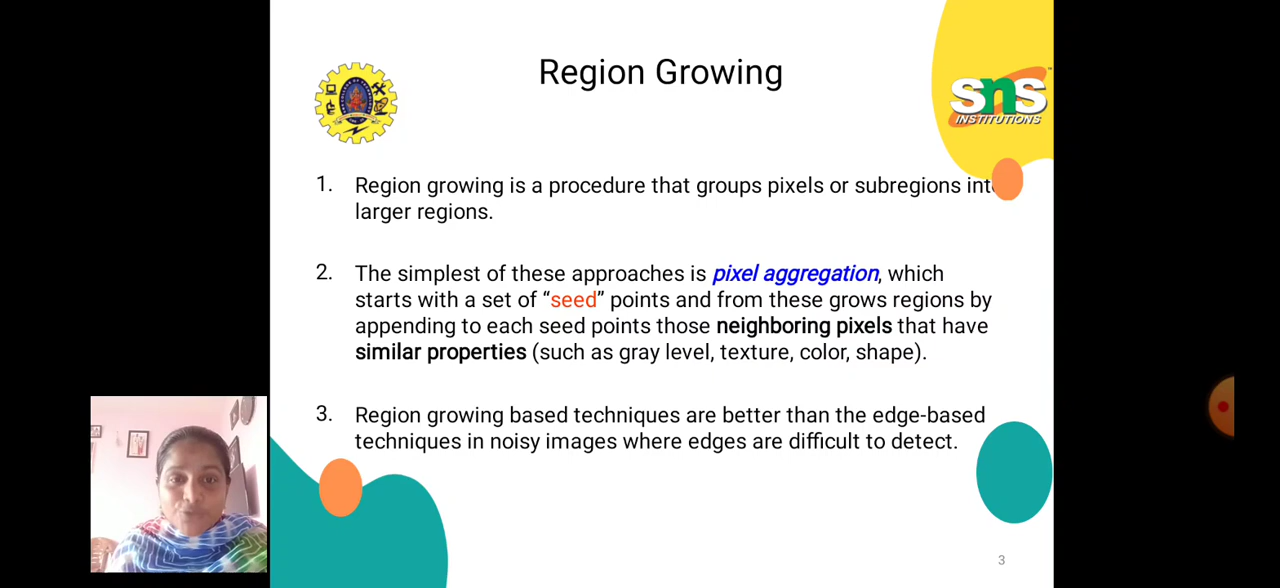 Region Growing
SNS
INSTITUTIONS
1. Region growing is a procedure that groups pixels or subregions into
larger regions.
2. The simplest of these approaches is pixel aggregation, which
starts with a set of “seed” points and from these grows regions by
appending to each seed points those neighboring pixels that have
similar properties (such as gray level, texture, color, shape).
3. Region growing based techniques are better than the edge-based
techniques in noisy images where edges are difficult to detect.
3